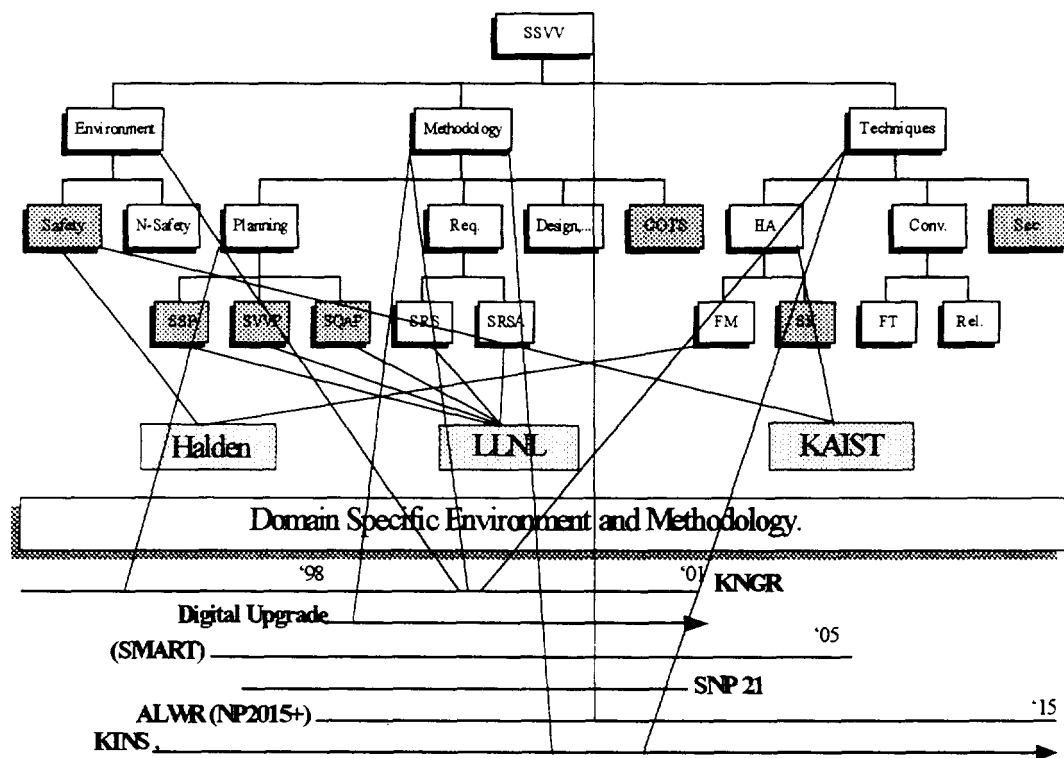 SSVV
Environment
Methodology
Techniques
Safety
N-Safety
Planning
Req.
Design,...
COTS
HA
Conv.
Sec.
SSP
SVVP
SQAP
SRS
SRSA
FM
FT
Rel.
Halden
LLNL
KAIST
Domain Specific Environment and Methodology.
'98
'01
KNGR
Digital Upgrade
(SMART)
'05
SNP 21
ALWR (NP2015+)
'15
KINS ,